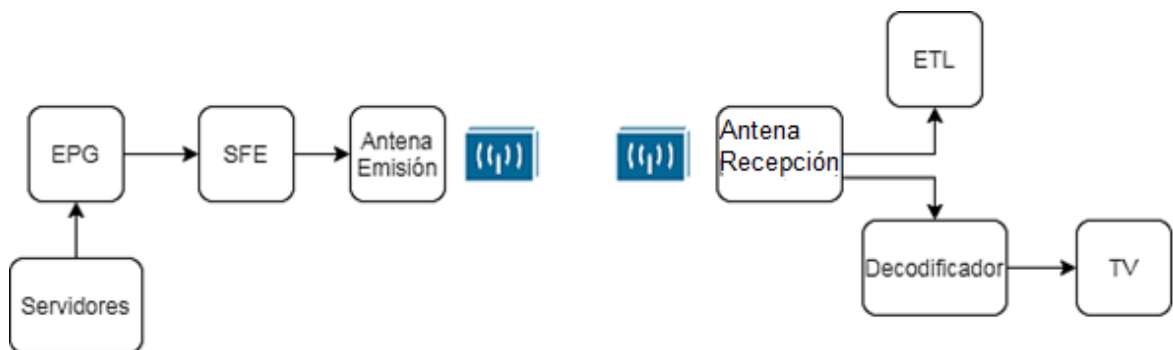 ETL
EPG
SFE
Antena
Emisión
Antena
Recepción
Servidores
Decodificador
TV